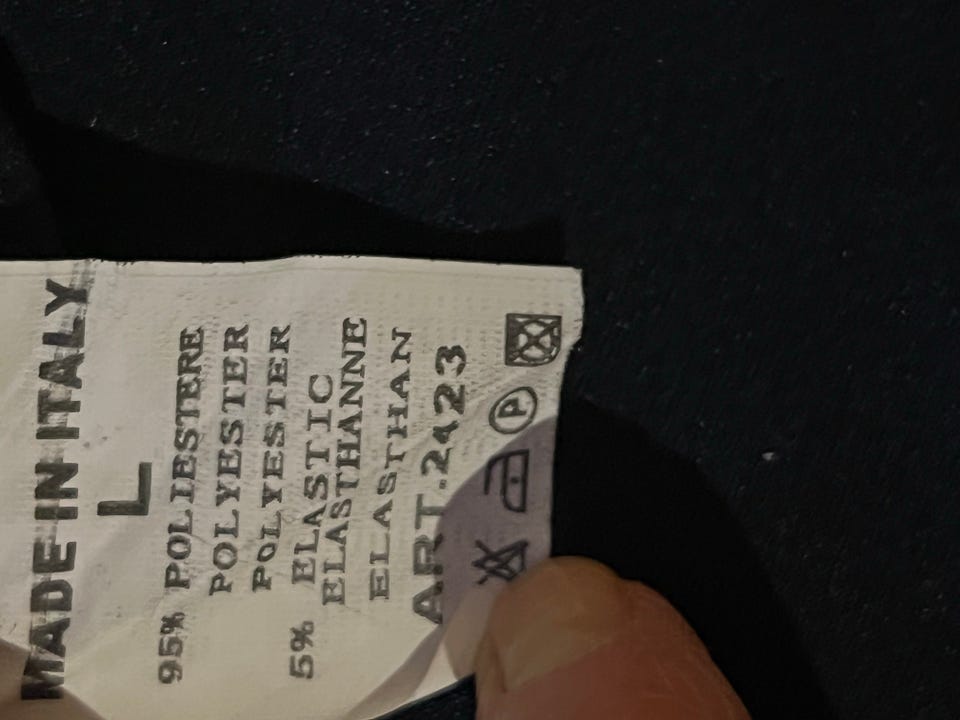 MADE IN ITALY
L
95% POLIESTERE
POLYESTER
POLYESTER
5% ELASTIC
ELASTHANNE
ELASTHAN
ART.2423
P